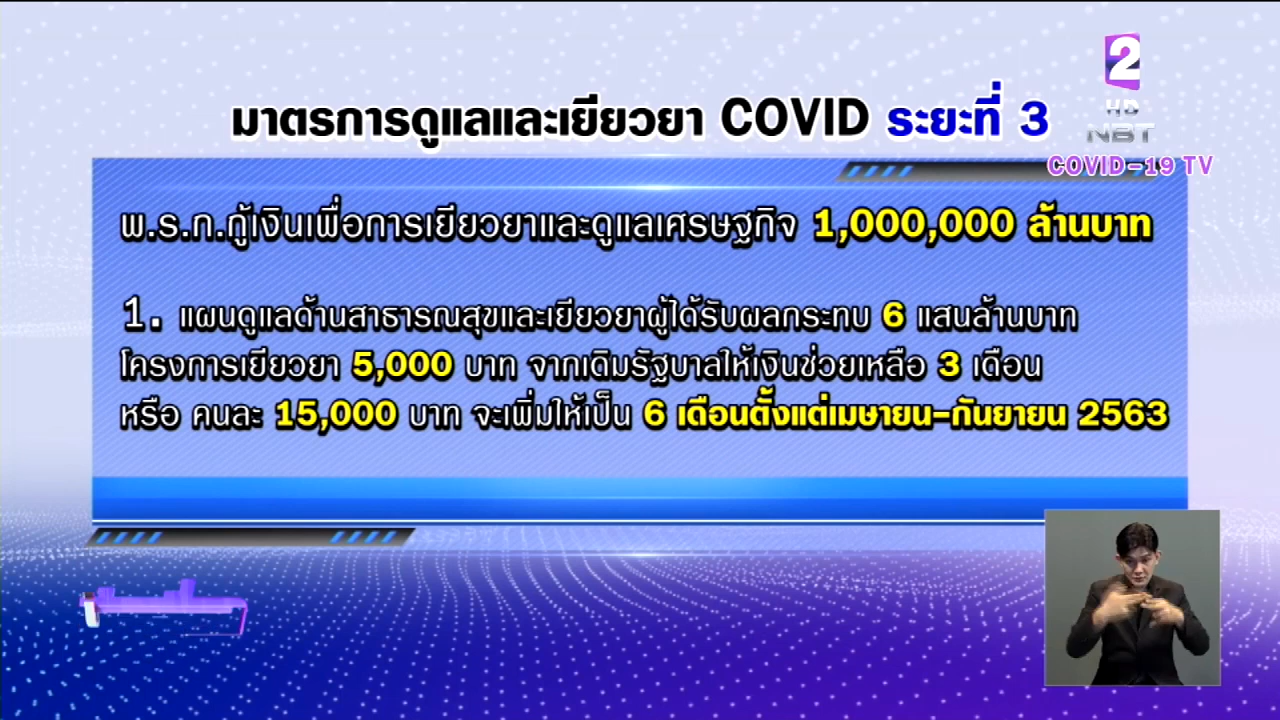 2
HD
NBT
COVID-19 TV
มาตรการดูแลและเยียวยา COVID ระยะที่ 3
พ.ร.ก.กู้เงินเพื่อการเยียวยาและดูแลเศรษฐกิจ 1,000,000 ล้านบาท
1. แผนดูแลด้านสาธารณสุขและเยียวยาผู้ได้รับผลกระทบ 6 แสนล้านบาท
โครงการเยียวยา 5,000 บาท จากเดิมรัฐบาลให้เงินช่วยเหลือ 3 เดือน
หรือ คนละ 15,000 บาท จะเพิ่มให้เป็น 6 เดือนตั้งแต่เมษายน-กันยายน 2563